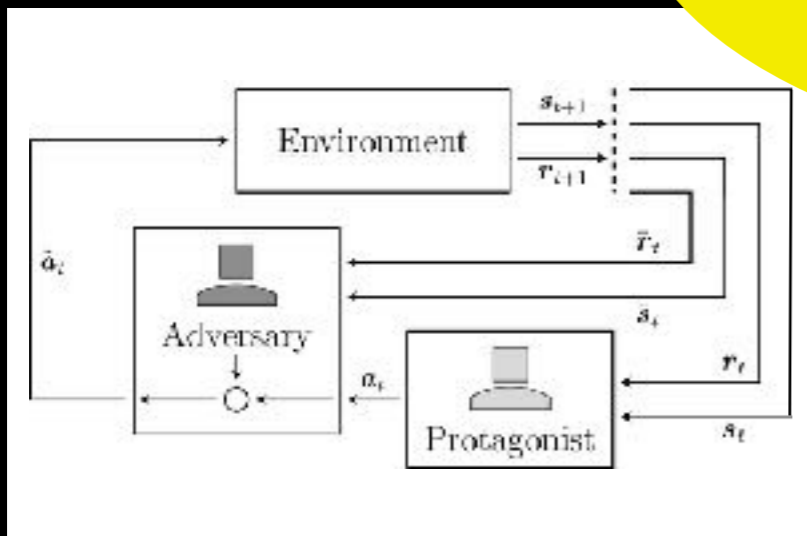 Environment
s_{t+1}
r_{t+1}
ã_t
r̄_t
s_t
Adversary
a_t
r_t
s_t
Protagonist